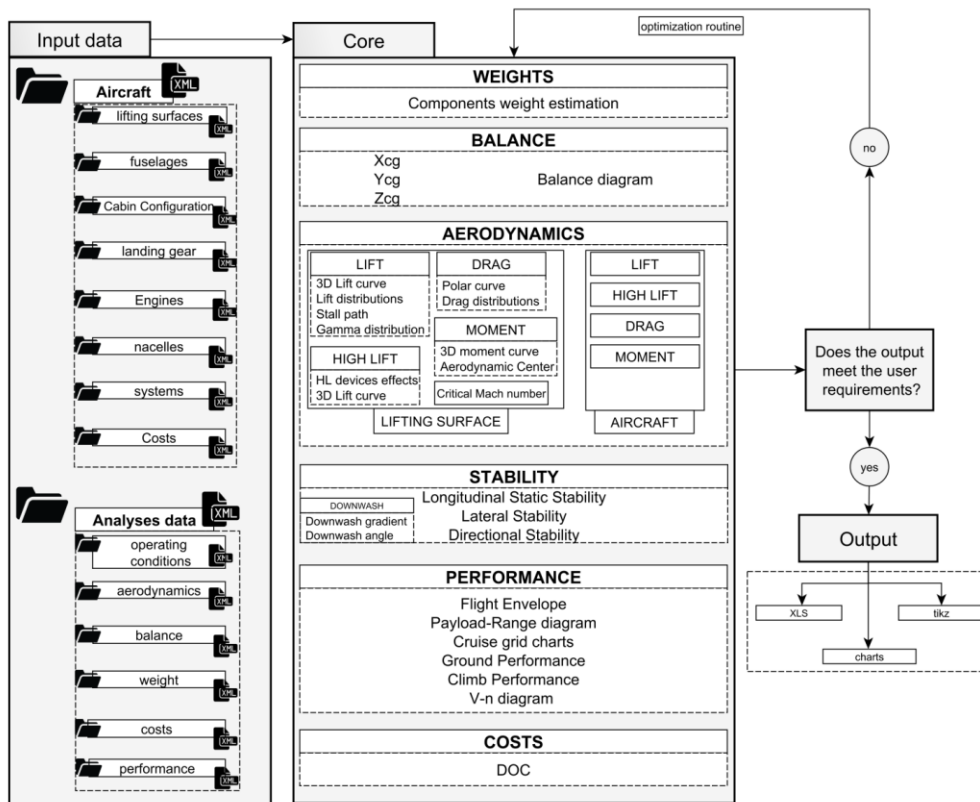 Input data
Aircraft
XML
lifting surfaces
XML
fuselages
XML
Cabin Configuration
XML
landing gear
XML
Engines
XML
nacelles
XML
systems
XML
Costs
XML
Analyses data
XML
operating
conditions
XML
aerodynamics
XML
balance
XML
weight
XML
costs
XML
performance
XML
Core
WEIGHTS
Components weight estimation
BALANCE
Xcg
Ycg
Zcg
Balance diagram
AERODYNAMICS
LIFT
3D Lift curve
Lift distributions
Stall path
Gamma distribution
HIGH LIFT
HL devices effects
3D Lift curve
DRAG
Polar curve
Drag distributions
MOMENT
3D moment curve
Aerodynamic Center
Critical Mach number
LIFTING SURFACE
LIFT
HIGH LIFT
DRAG
MOMENT
AIRCRAFT
STABILITY
DOWNWASH
Downwash gradient
Downwash angle
Longitudinal Static Stability
Lateral Stability
Directional Stability
PERFORMANCE
Flight Envelope
Payload-Range diagram
Cruise grid charts
Ground Performance
Climb Performance
V-n diagram
COSTS
DOC
optimization routine
no
Does the output
meet the user
requirements?
yes
Output
XLS
tikz
charts